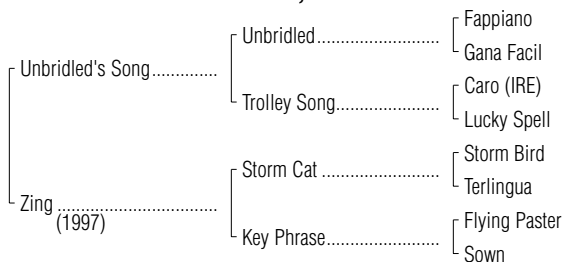 Fappiano
Unbridled........................
Gana Facil
Unbridled's Song.............
Caro (IRE)
Trolley Song.....................
Lucky Spell
Storm Bird
Storm Cat .......................
Terlingua
Zing ................................
(1997)
Flying Paster
Key Phrase......................
Sown